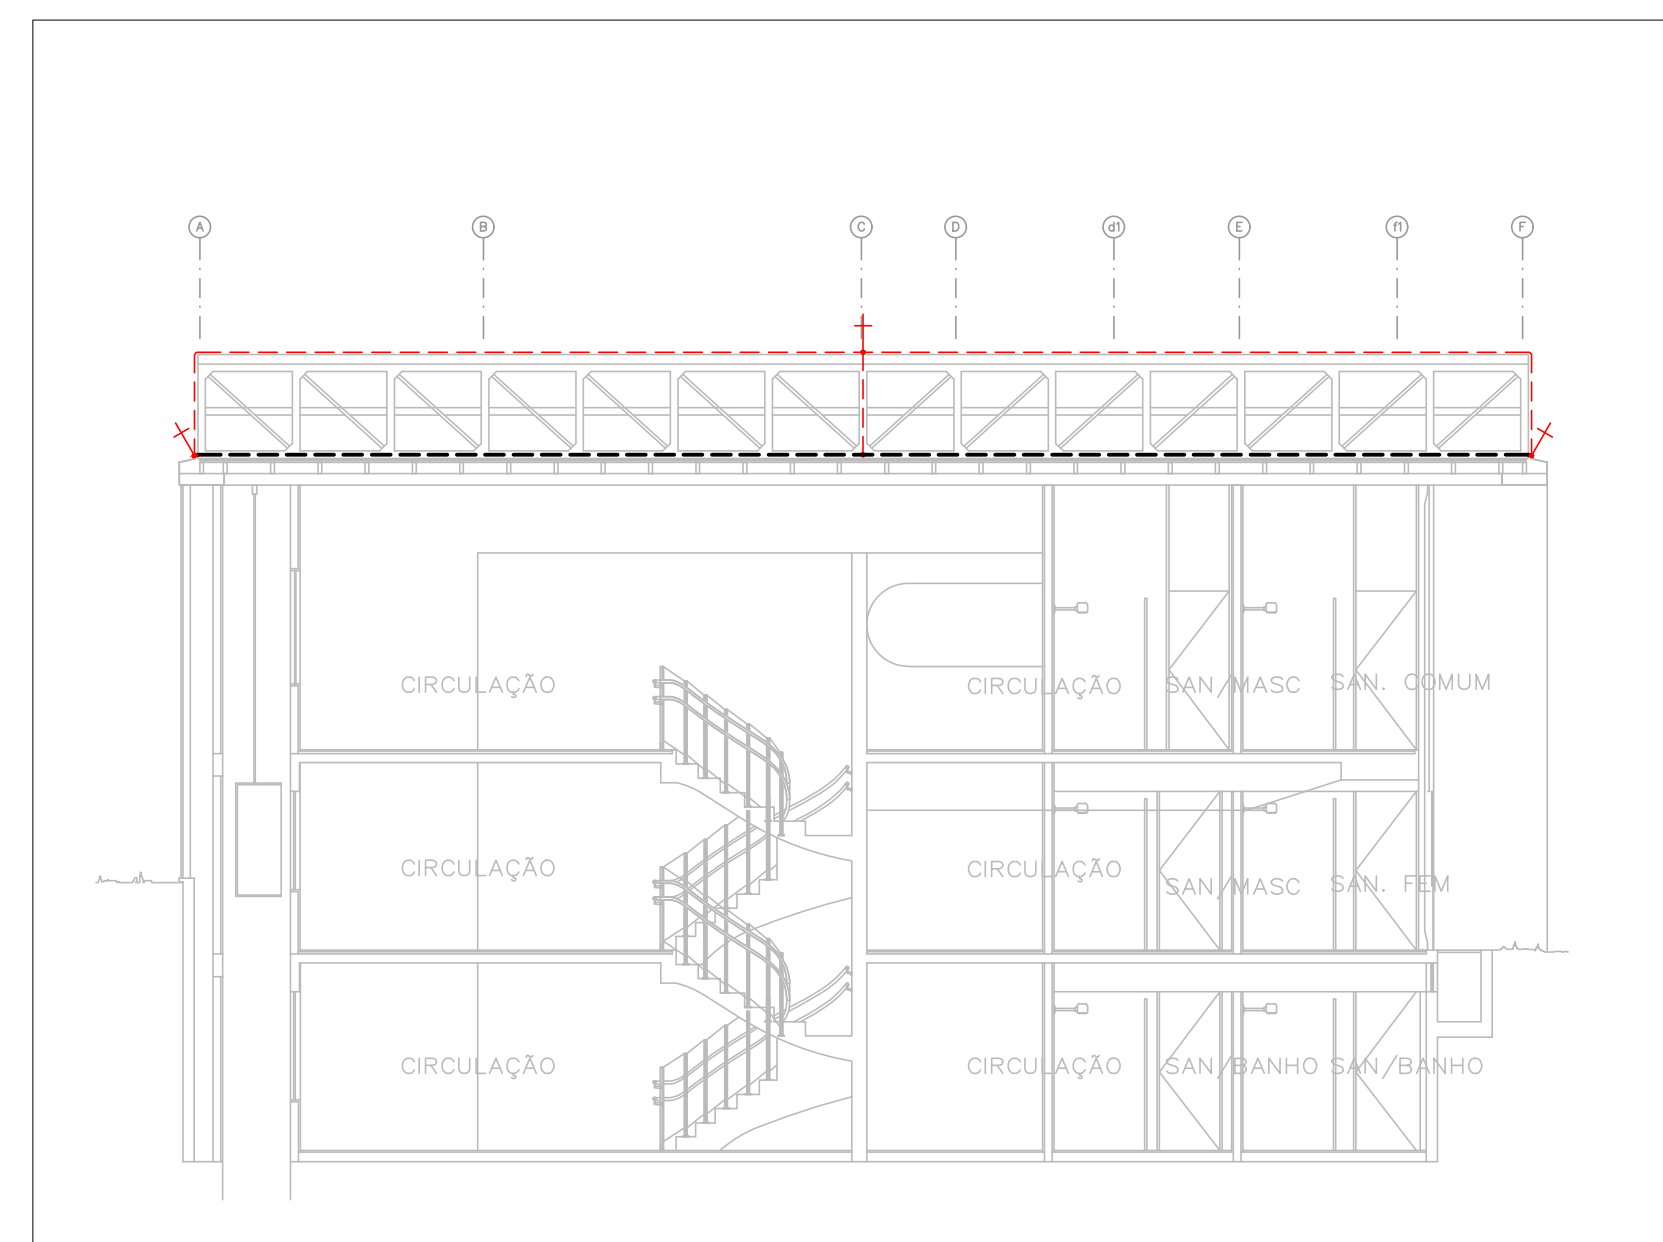 A B C D d1 E f1 F
CIRCULAÇÃO CIRCULAÇÃO SAN/MASC SAN. COMUM
CIRCULAÇÃO CIRCULAÇÃO SAN/MASC SAN. FEM
CIRCULAÇÃO CIRCULAÇÃO SAN/BANHO SAN/BANHO